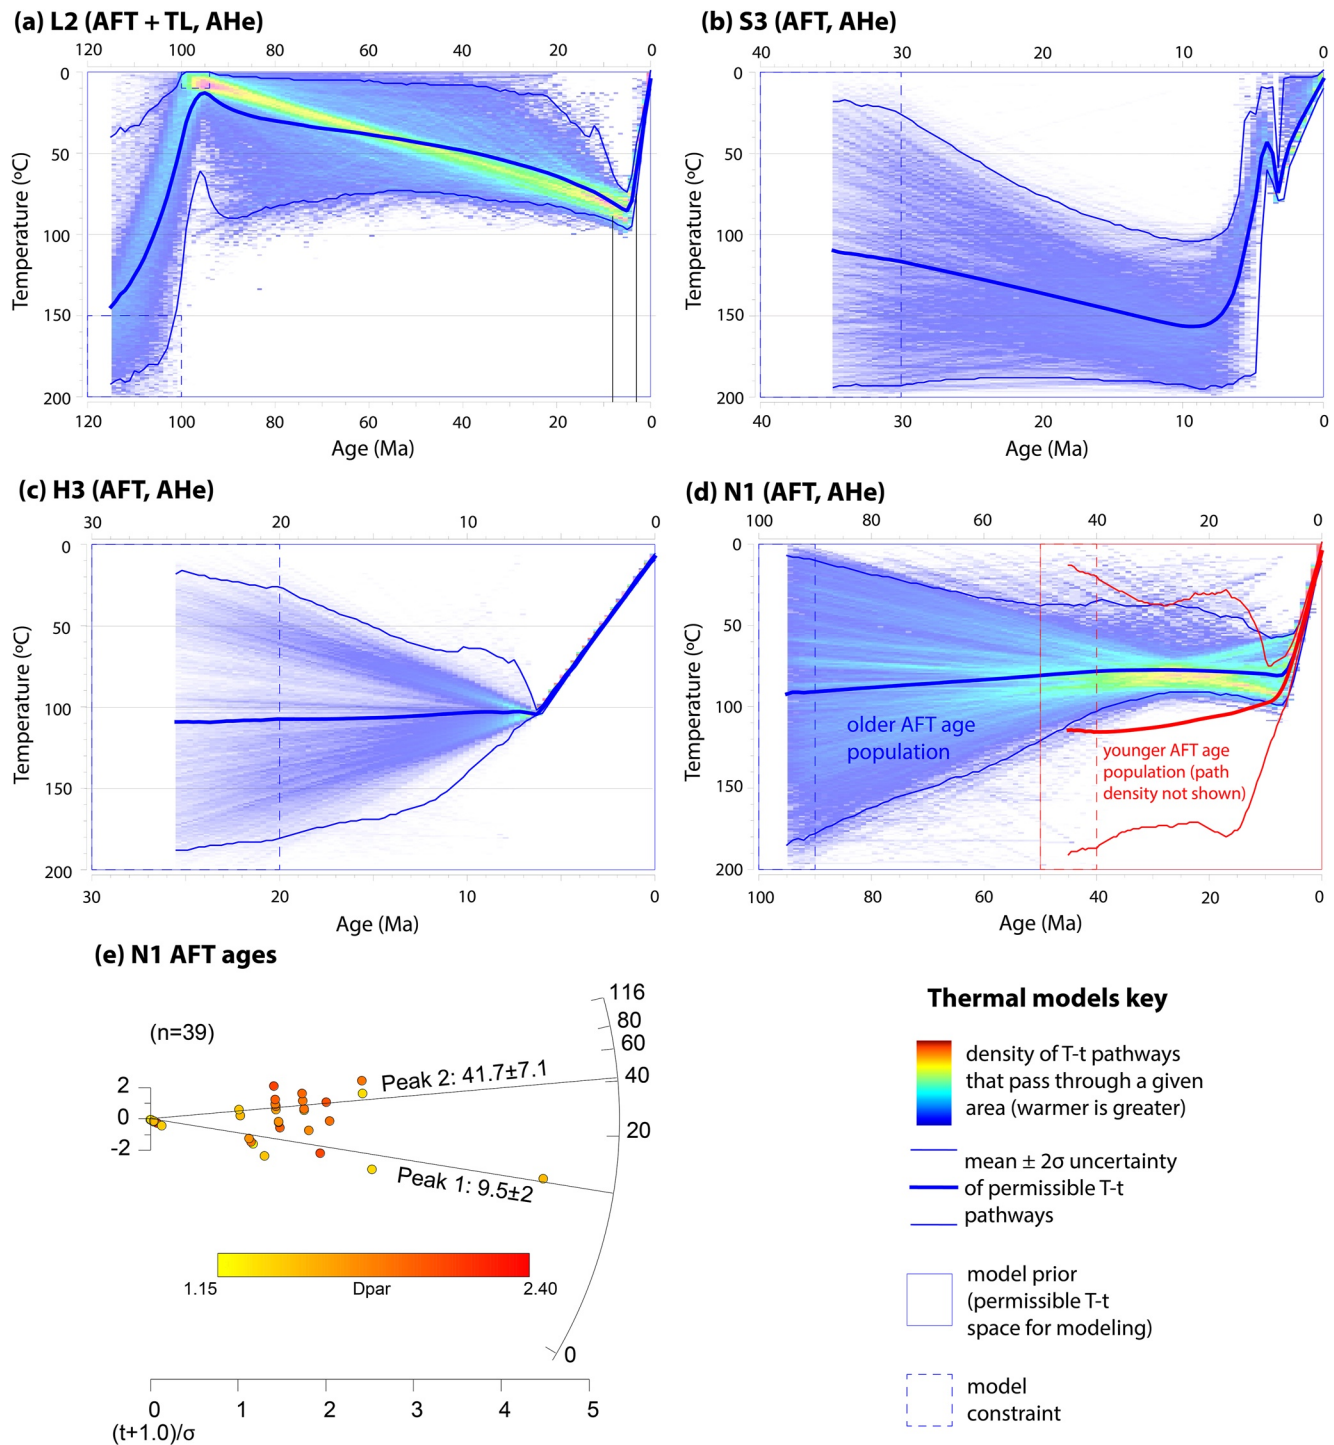 (a) L2 (AFT + TL, AHe)
120 100 80 60 40 20 0
0
50
100
150
200
Temperature (ºC)
120 100 80 60 40 20 0
Age (Ma)
(b) S3 (AFT, AHe)
40 30 20 10 0
0
50
100
150
200
Temperature (ºC)
40 30 20 10 0
Age (Ma)
(c) H3 (AFT, AHe)
30 20 10 0
0
50
100
150
200
Temperature (ºC)
30 20 10 0
Age (Ma)
(d) N1 (AFT, AHe)
100 80 60 40 20 0
0
50
100
150
200
Temperature (ºC)
older AFT age
population
younger AFT age
population (path
density not shown)
100 80 60 40 20 0
Age (Ma)
(e) N1 AFT ages
(n=39)
2
0
-2
Peak 2: 41.7±7.1
Peak 1: 9.5±2
116
80
60
40
20
0
1.15 Dpar 2.40
0 1 2 3 4 5
(t+1.0)/σ
Thermal models key
density of T-t pathways
that pass through a given
area (warmer is greater)
mean ± 2σ uncertainty
of permissible T-t
pathways
model prior
(permissible T-t
space for modeling)
model
constraint